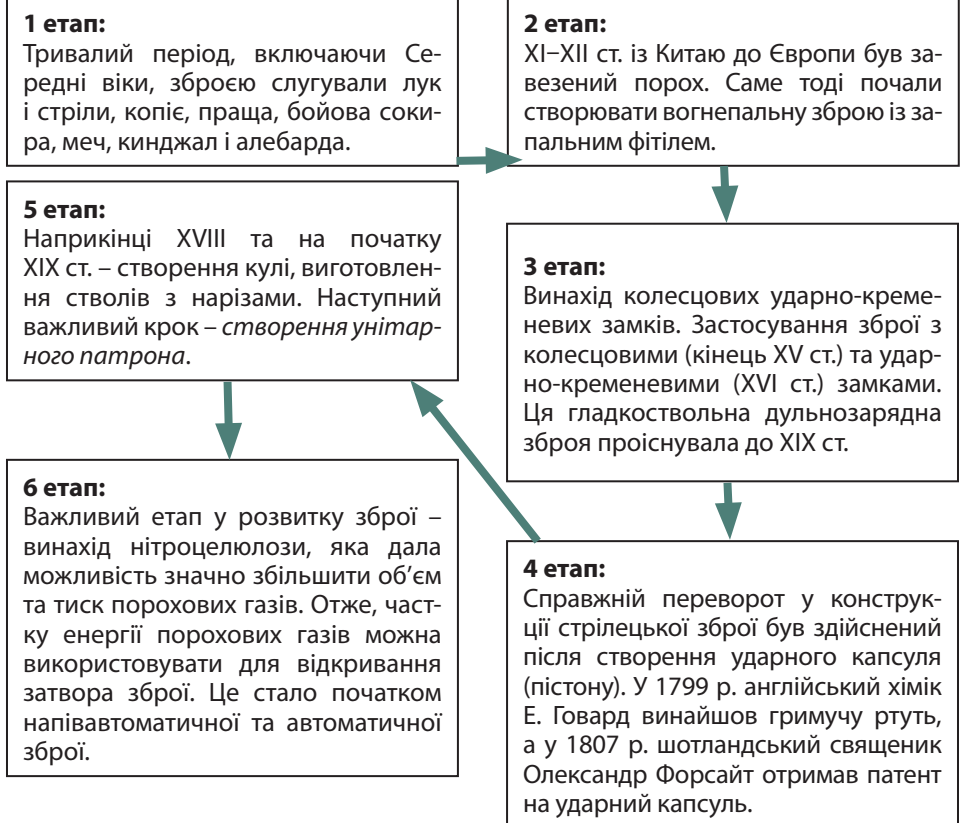 1 етап:
Тривалий період, включаючи Се-
редні віки, зброєю слугували лук
і стріли, копіє, праща, бойова соки-
ра, меч, кинджал і алебарда.
2 етап:
XI–XII ст. із Китаю до Європи був за-
везений порох. Саме тоді почали
створювати вогнепальну зброю із за-
пальним фітілем.
3 етап:
Винахід колесцових ударно-креме-
невих замків. Застосування зброї з
колесцовими (кінець XV ст.) та удар-
но-кременевими (XVI ст.) замками.
Ця гладкоствольна дульнозарядна
зброя проіснувала до XIX ст.
4 етап:
Справжній переворот у конструк-
ції стрілецької зброї був здійснений
після створення ударного капсуля
(пістону). У 1799 р. англійський хімік
Е. Говард винайшов гримучу ртуть,
а у 1807 р. шотландський священик
Олександр Форсайт отримав патент
на ударний капсуль.
5 етап:
Наприкінці XVIII та на початку
XIX ст. – створення кулі, виготовлен-
ня стволів з нарізами. Наступний
важливий крок – створення унітар-
ного патрона.
6 етап:
Важливий етап у розвитку зброї –
винахід нітроцелюлози, яка дала
можливість значно збільшити об’єм
та тиск порохових газів. Отже, част-
ку енергії порохових газів можна
використовувати для відкривання
затвора зброї. Це стало початком
напівавтоматичної та автоматичної
зброї.